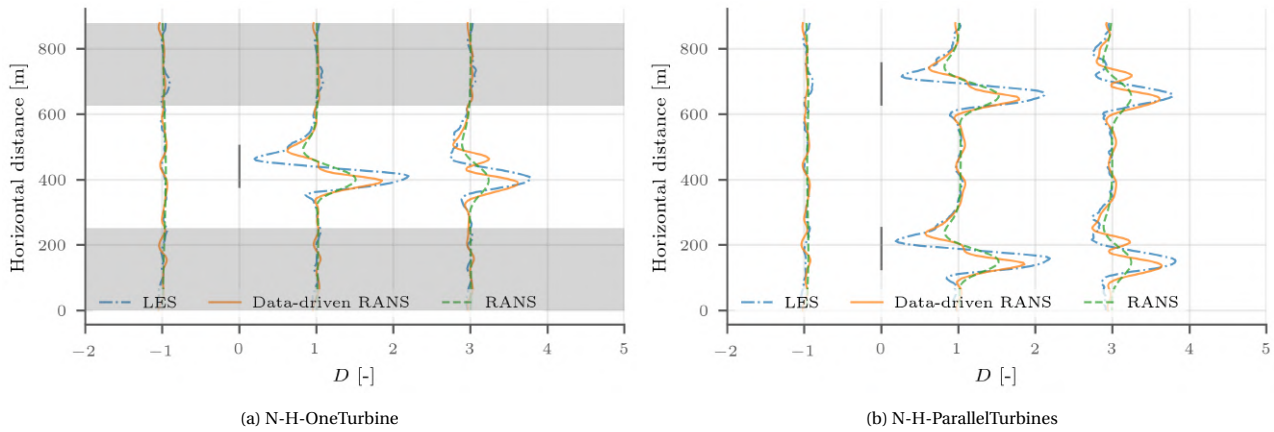 800
600
400
200
0
Horizontal distance [m]
LES
Data-driven RANS
RANS
−2
−1
0
1
2
3
4
5
D [-]
(a) N-H-OneTurbine
800
600
400
200
0
Horizontal distance [m]
LES
Data-driven RANS
RANS
−2
−1
0
1
2
3
4
5
D [-]
(b) N-H-ParallelTurbines